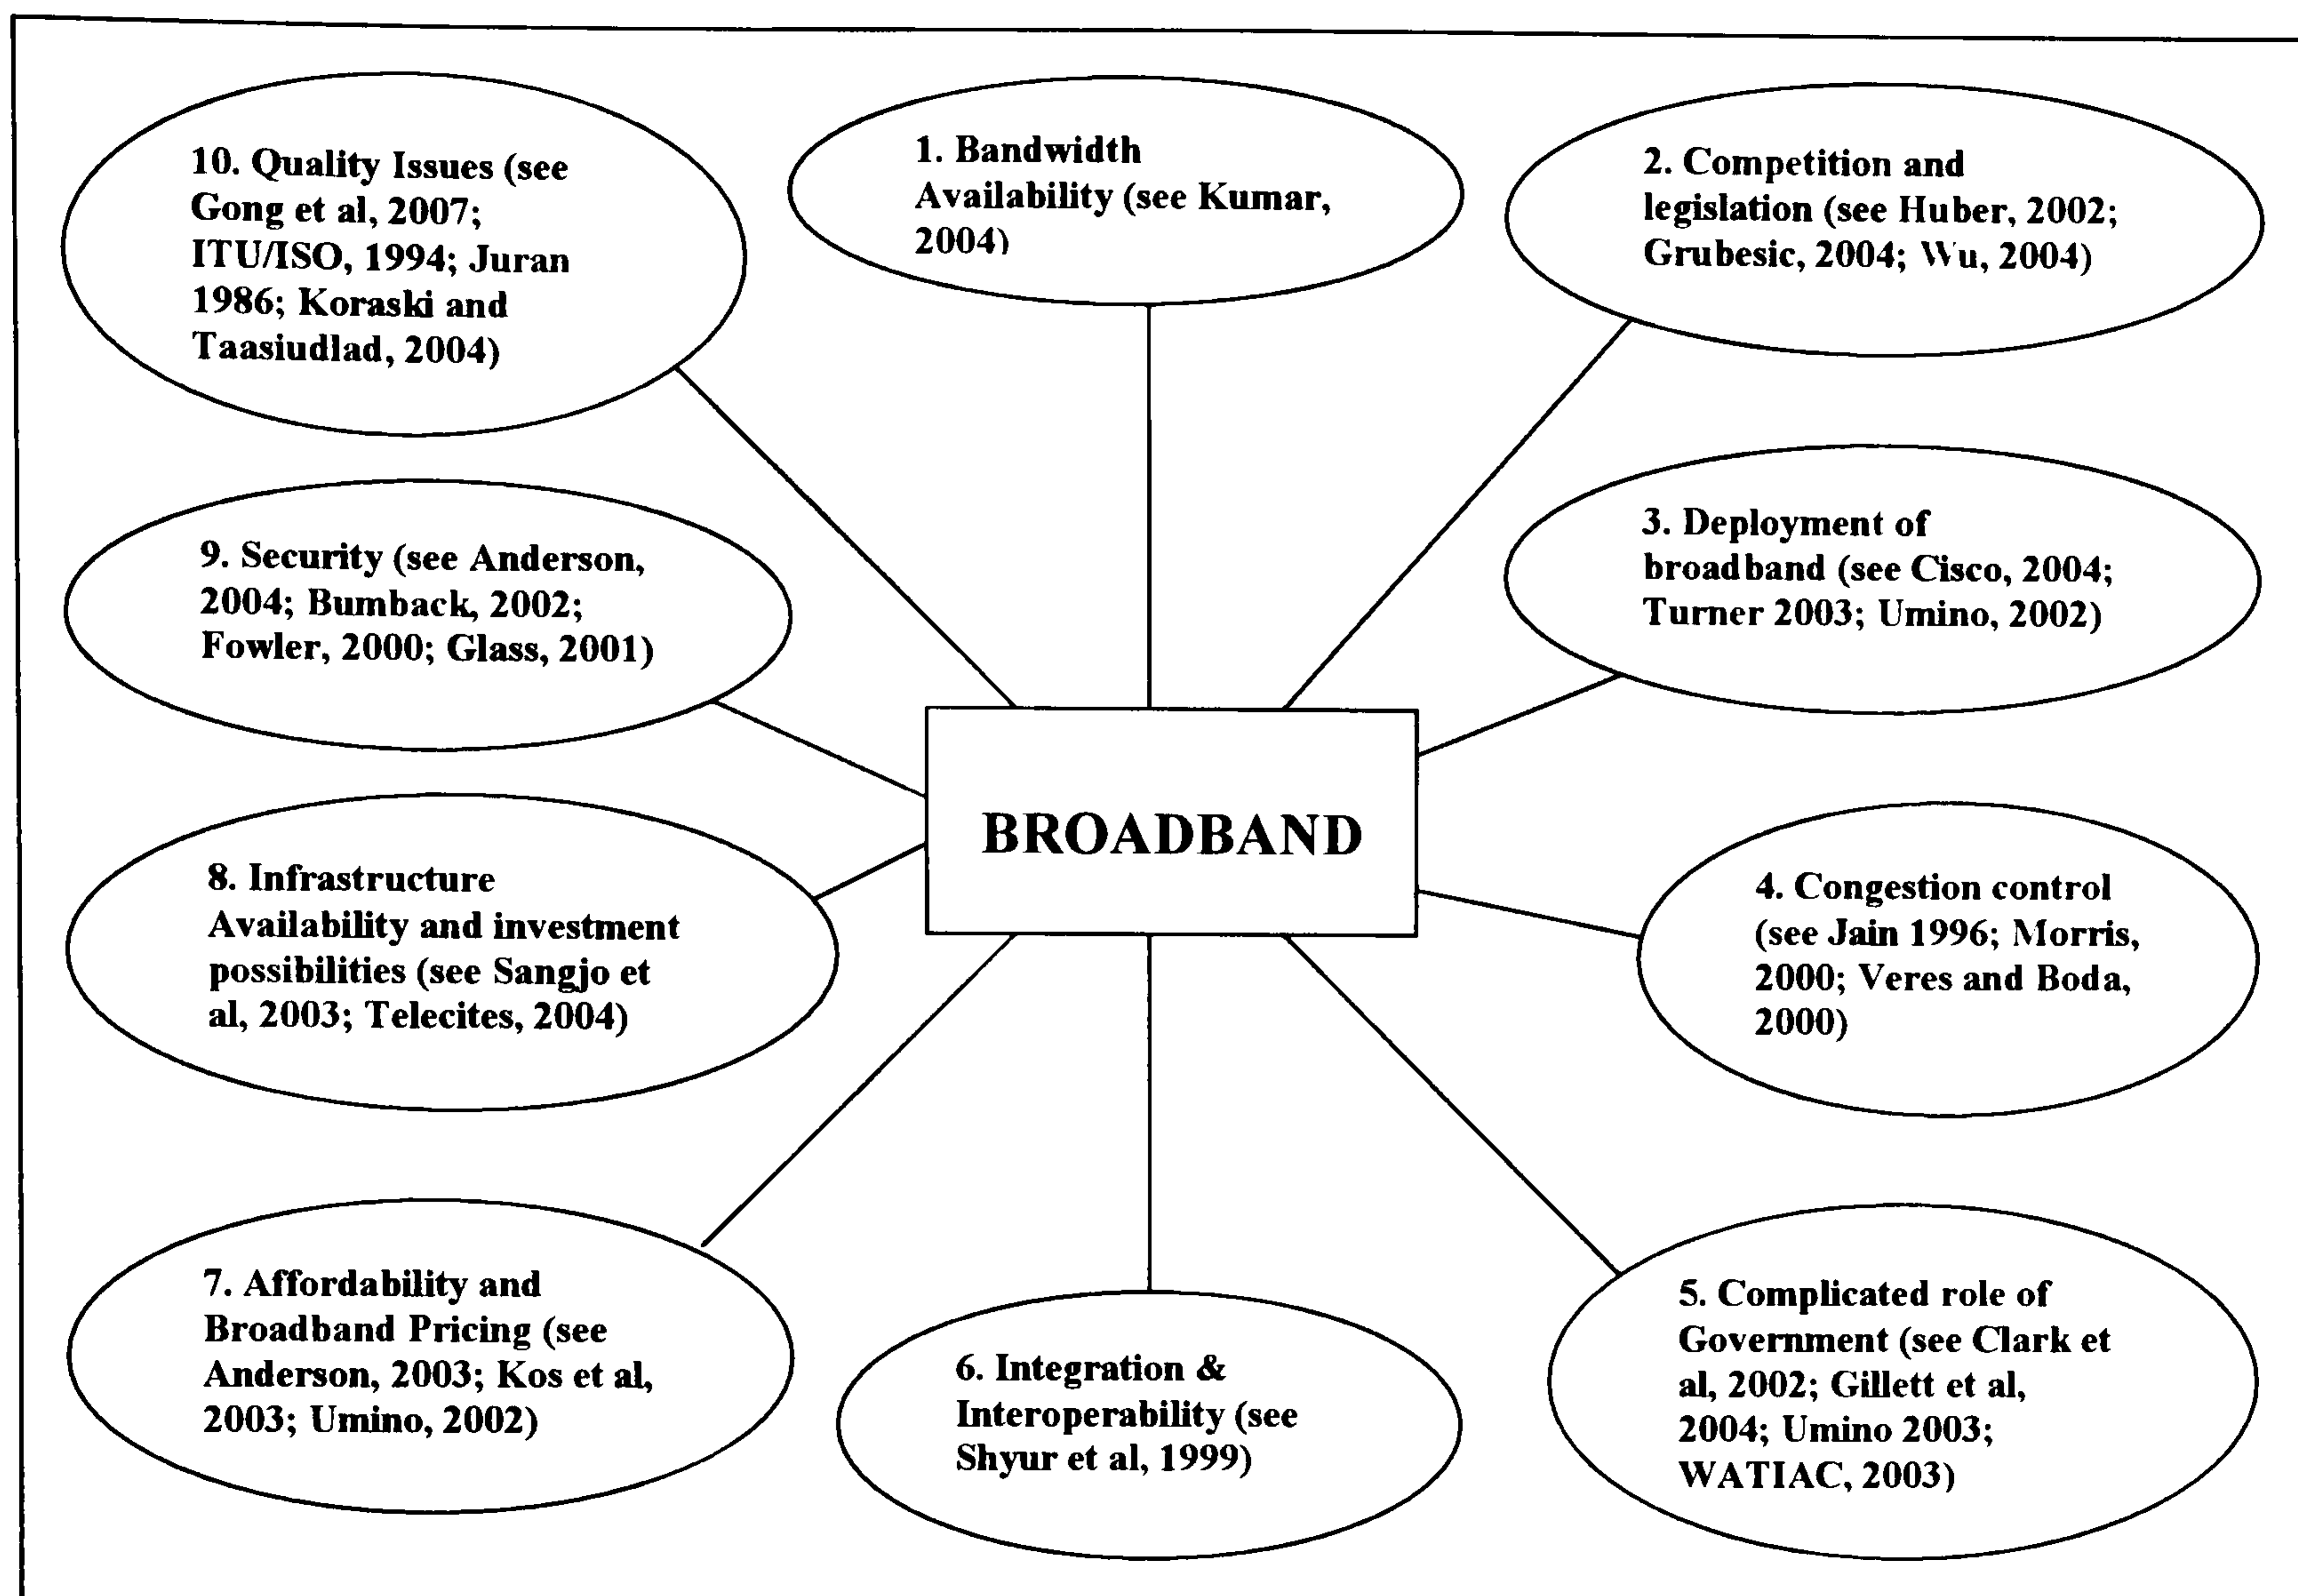 10. Quality Issues (see
Gong et al, 2007;
ITU/ISO, 1994; Juran
1986; Koraski and
Taasiudlad, 2004)
1. Bandwidth
Availability (see Kumar,
2004)
2. Competition and
legislation (see Huber, 2002;
Grubesic, 2004; Wu, 2004)
9. Security (see Anderson,
2004; Bumback, 2002;
Fowler, 2000; Glass, 2001)
3. Deployment of
broadband (see Cisco, 2004;
Turner 2003; Umino, 2002)
BROADBAND
8. Infrastructure
Availability and investment
possibilities (see Sangjo et
al, 2003; Telecites, 2004)
4. Congestion control
(see Jain 1996; Morris,
2000; Veres and Boda,
2000)
7. Affordability and
Broadband Pricing (see
Anderson, 2003; Kos et al,
2003; Umino, 2002)
6. Integration &
Interoperability (see
Shyur et al, 1999)
5. Complicated role of
Government (see Clark et
al, 2002; Gillett et al,
2004; Umino 2003;
WATIAC, 2003)